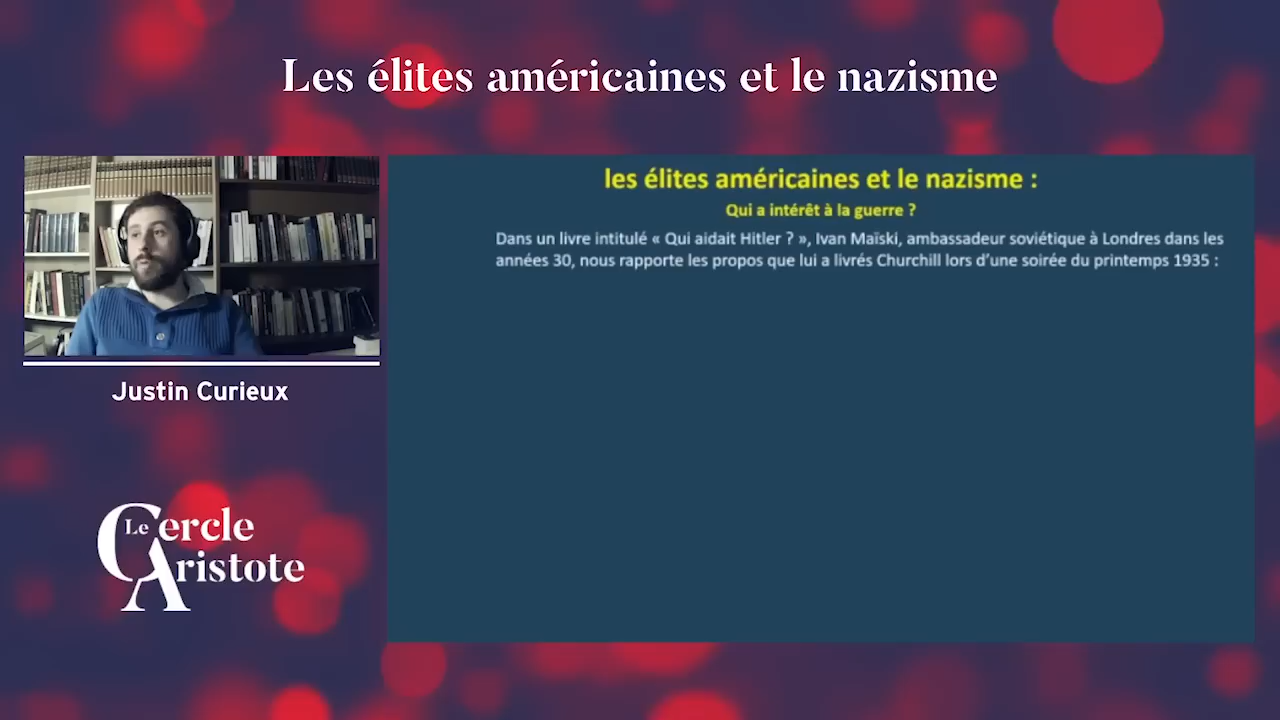 Les élites américaines et le nazisme
les élites américaines et le nazisme :
Qui a intérêt à la guerre ?
Dans un livre intitulé « Qui aidait Hitler ? », Ivan Maïski, ambassadeur soviétique à Londres dans les
années 30, nous rapporte les propos que lui a livrés Churchill lors d’une soirée du printemps 1935 :
Justin Curieux
Le Cercle
Aristote